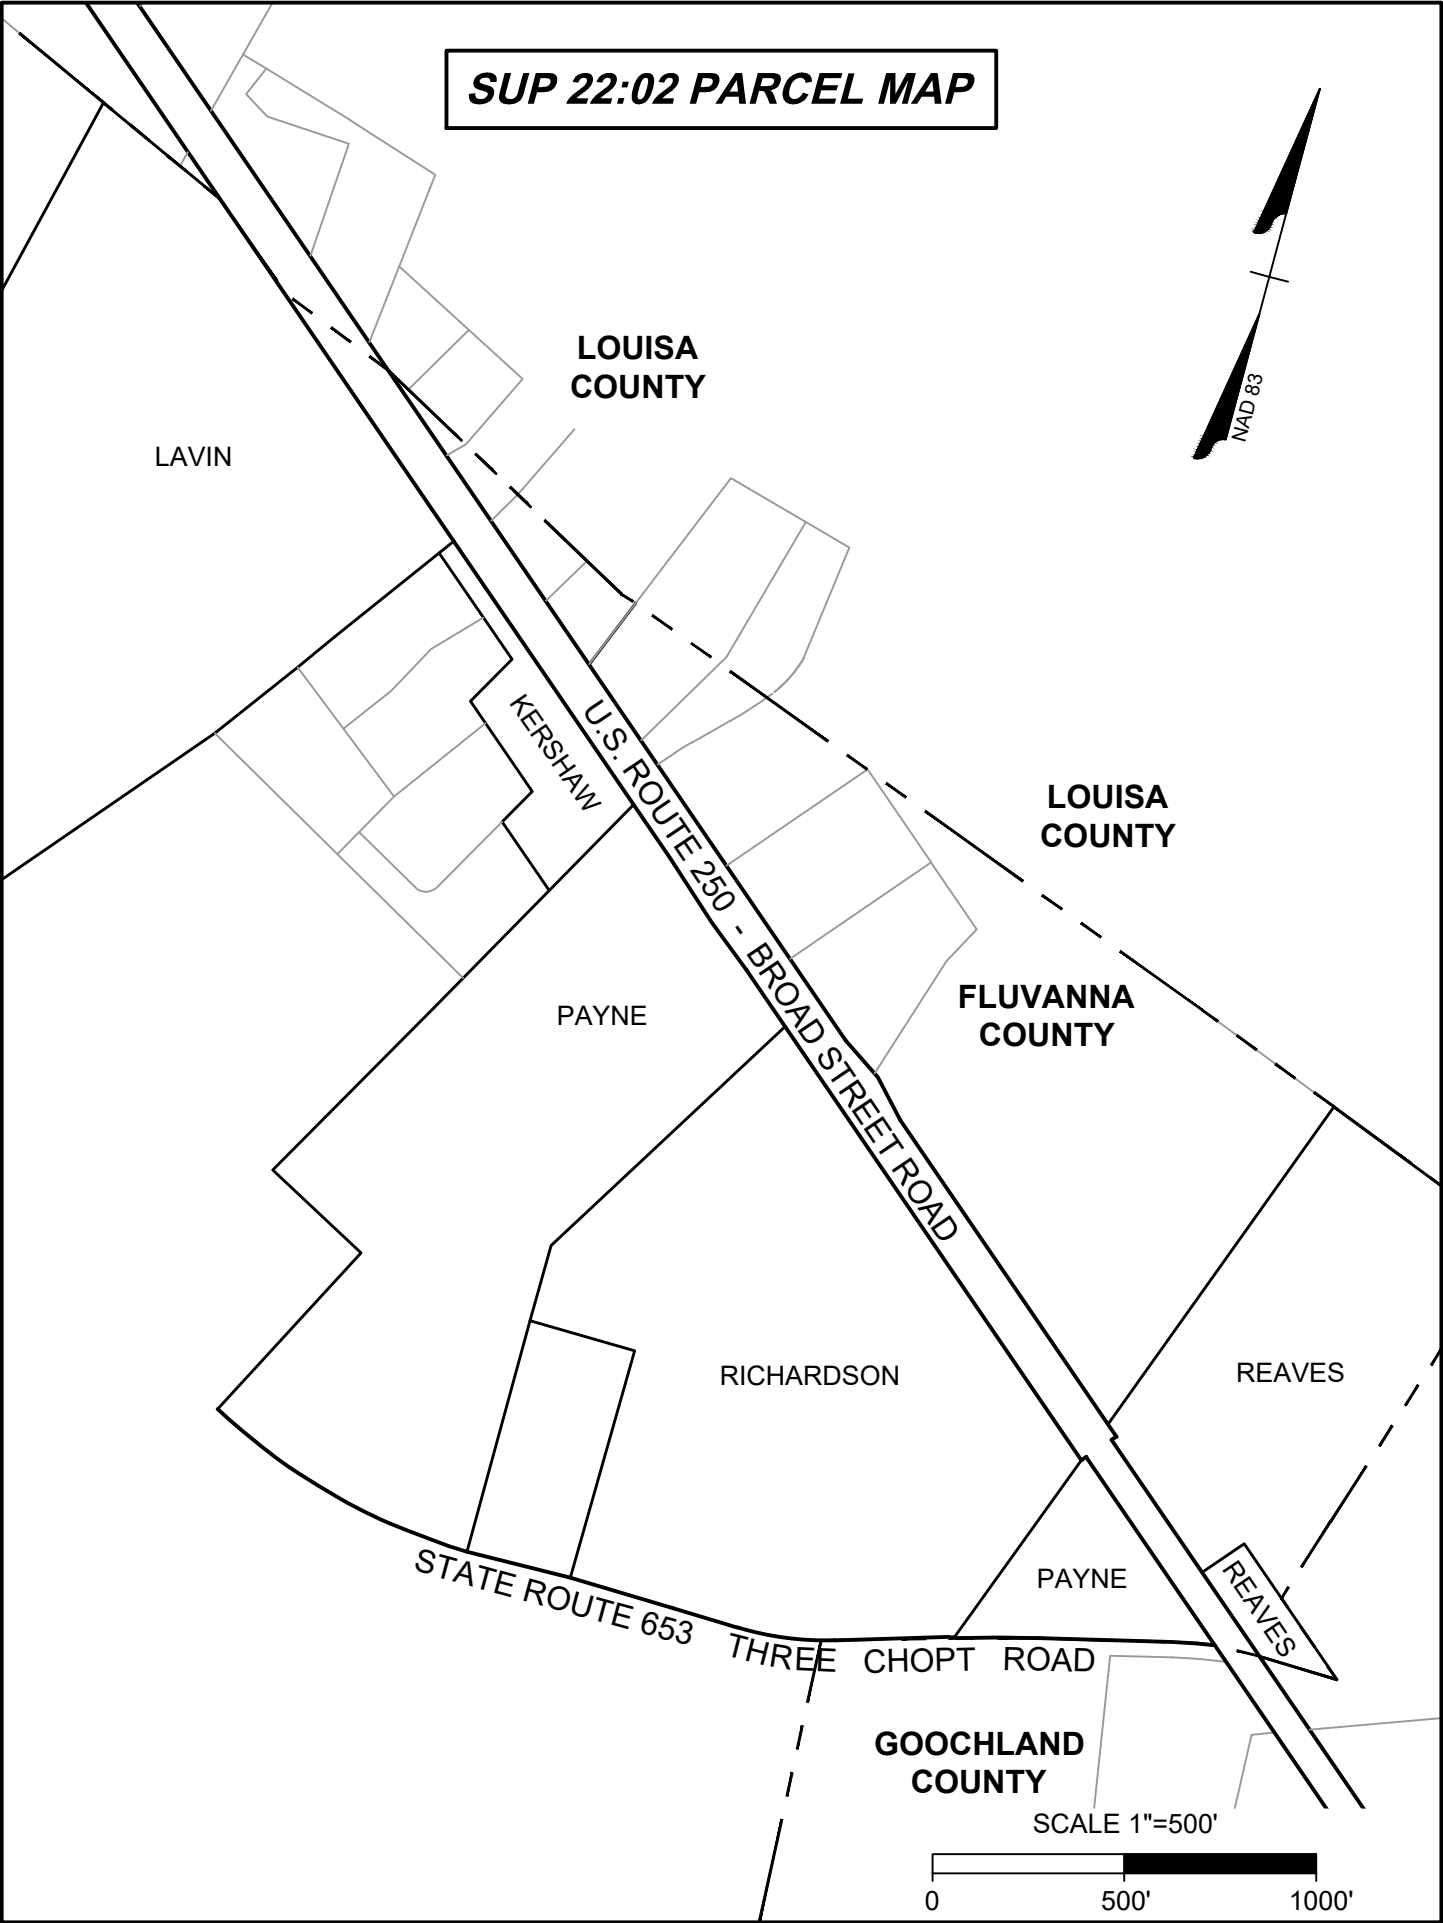 SUP 22:02 PARCEL MAP
NAD 83
LOUISA
COUNTY
LAVIN
KERSHAW
U.S. ROUTE 250 - BROAD STREET ROAD
LOUISA
COUNTY
FLUVANNA
COUNTY
PAYNE
RICHARDSON
REAVES
PAYNE
REAVES
STATE ROUTE 653 THREE CHOPT ROAD
GOOCHLAND
COUNTY
SCALE 1"=500'
0 500' 1000'